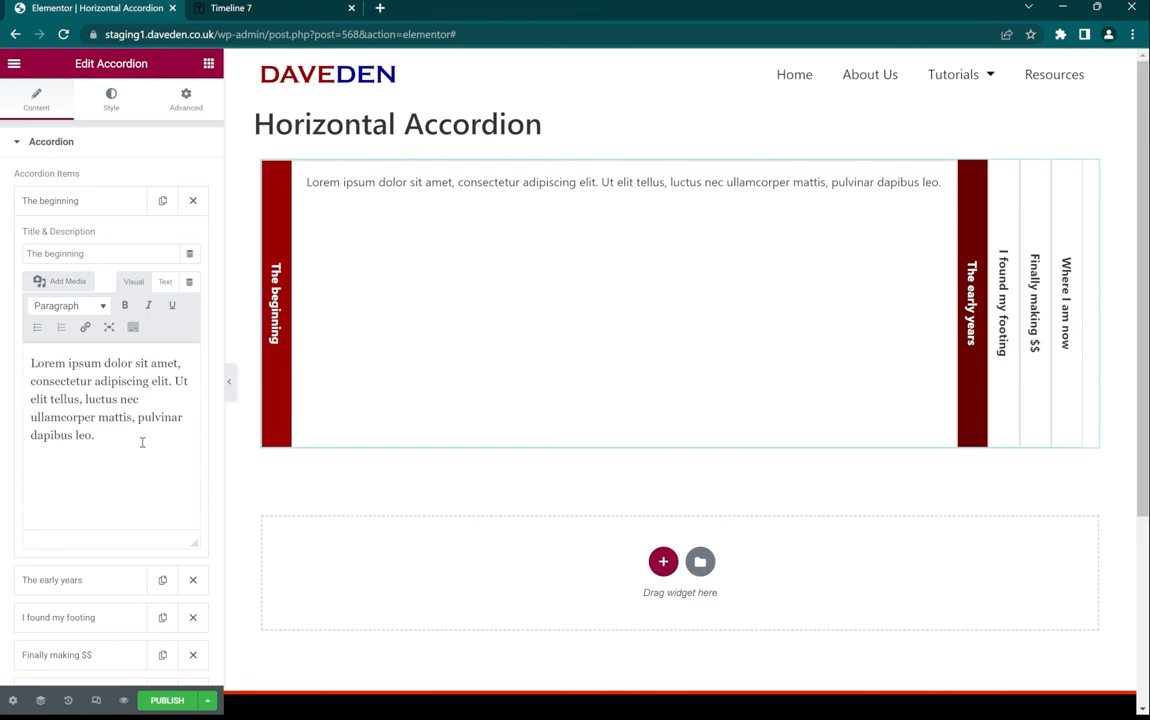 Elementor | Horizontal Accordion
Timeline 7
staging1.daveden.co.uk/wp-admin/post.php?post=568&action=elementor#
Edit Accordion
Content
Style
Advanced
Accordion
Accordion Items
The beginning
Title & Description
The beginning
Add Media
Visual
Text
Paragraph
B
I
U
Lorem ipsum dolor sit amet,
consectetur adipiscing elit. Ut
elit tellus, luctus nec
ullamcorper mattis, pulvinar
dapibus leo.
The early years
I found my footing
Finally making $$
PUBLISH
DAVEDEN
Home
About Us
Tutorials
Resources
Horizontal Accordion
The beginning
Lorem ipsum dolor sit amet, consectetur adipiscing elit. Ut elit tellus, luctus nec ullamcorper mattis, pulvinar dapibus leo.
The early years
I found my footing
Finally making $$
Where I am now
Drag widget here